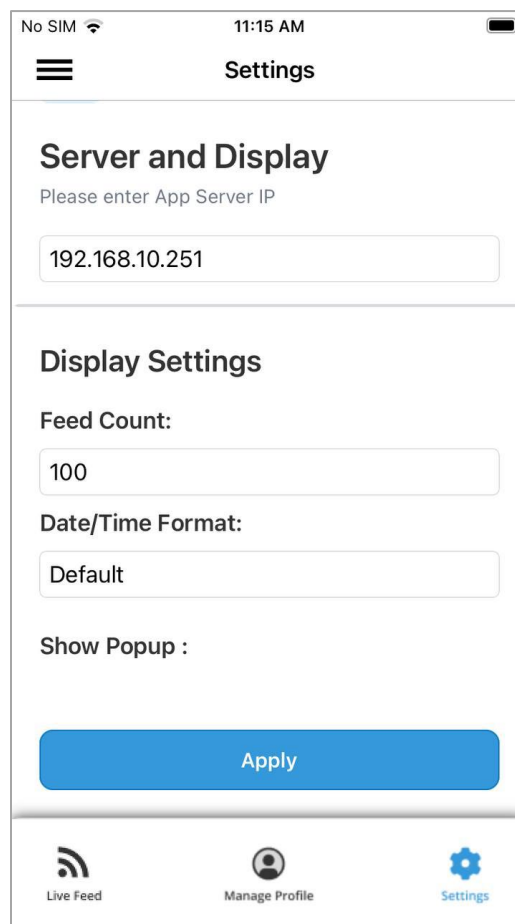 No SIM 11:15 AM
Settings
Server and Display
Please enter App Server IP
192.168.10.251
Display Settings
Feed Count:
100
Date/Time Format:
Default
Show Popup :
Apply
Live Feed Manage Profile Settings